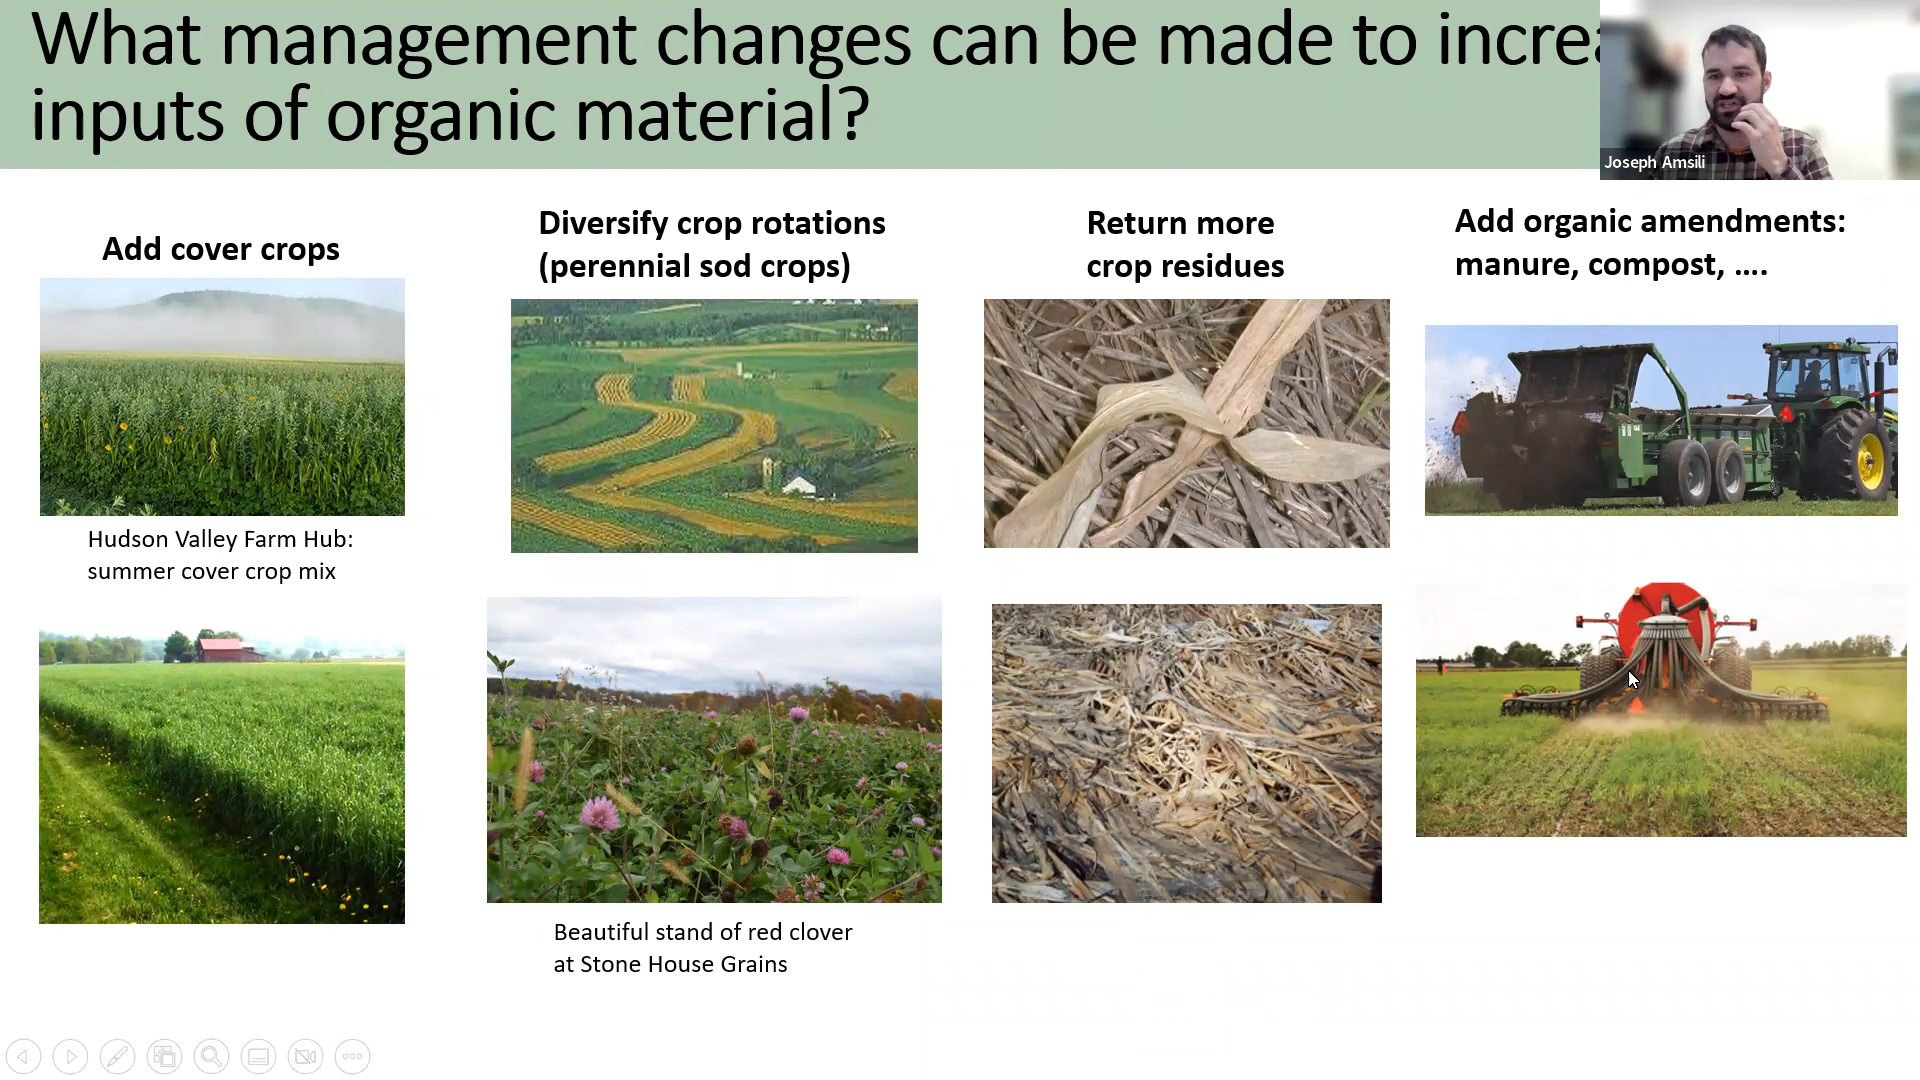 What management changes can be made to increa
inputs of organic material?
Joseph Amsili
Add cover crops
Diversify crop rotations
(perennial sod crops)
Return more
crop residues
Add organic amendments:
manure, compost, ....
Hudson Valley Farm Hub:
summer cover crop mix
Beautiful stand of red clover
at Stone House Grains